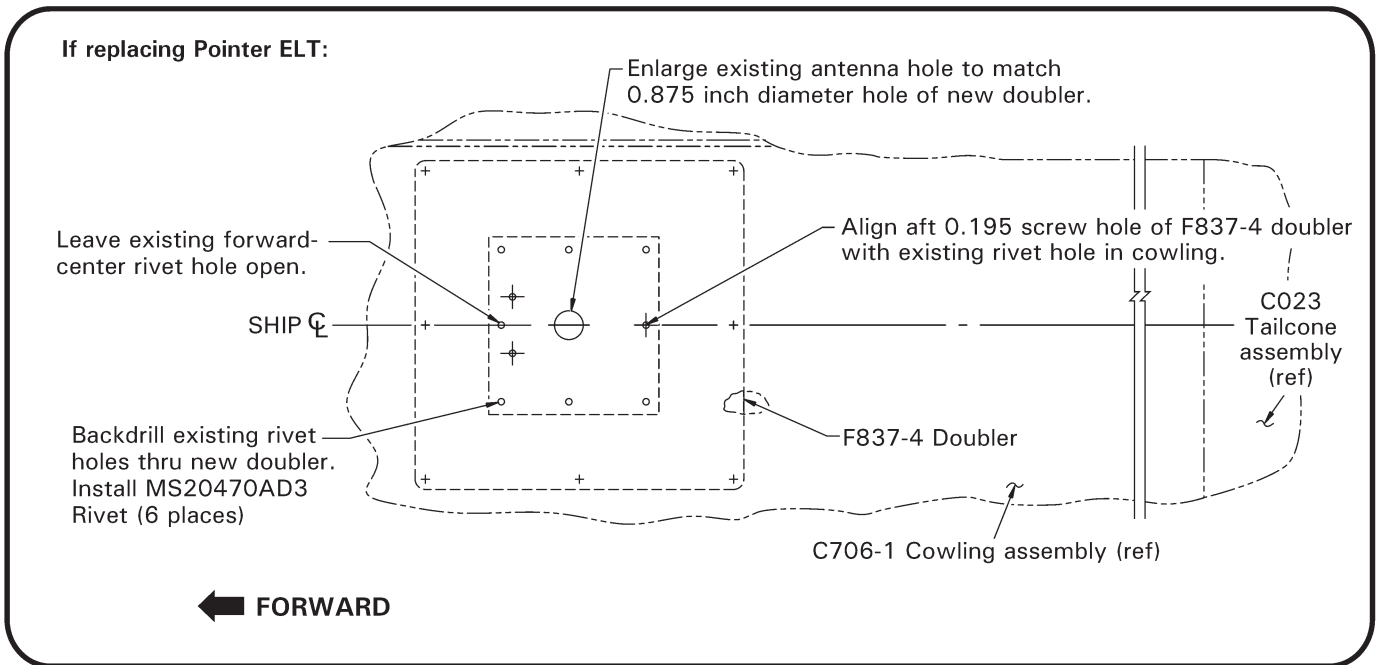 If replacing Pointer ELT:
Enlarge existing antenna hole to match
0.875 inch diameter hole of new doubler.
Leave existing forward-
center rivet hole open.
Align aft 0.195 screw hole of F837-4 doubler
with existing rivet hole in cowling.
SHIP ℄
C023
Tailcone
assembly
(ref)
Backdrill existing rivet
holes thru new doubler.
Install MS20470AD3
Rivet (6 places)
F837-4 Doubler
C706-1 Cowling assembly (ref)
FORWARD